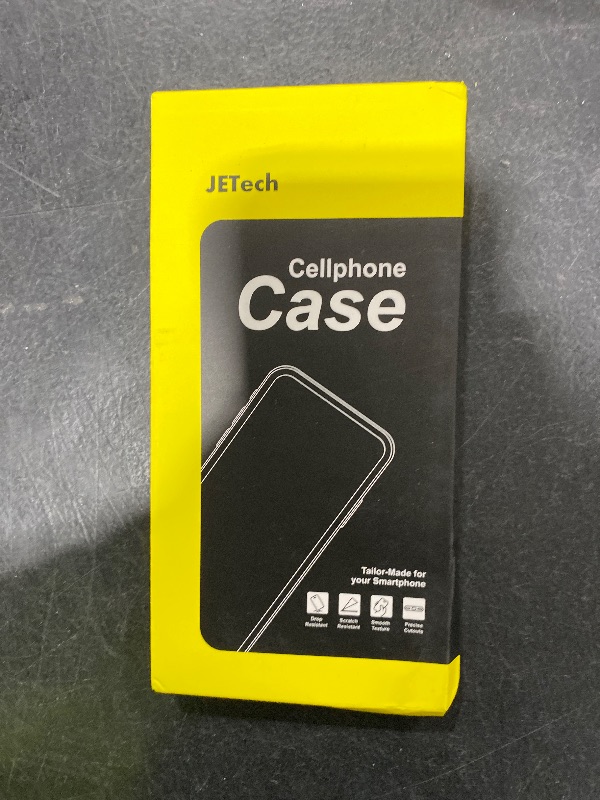 JETech
Cellphone
Case
Tailor-Made for
your Smartphone
Drop
Resistant
Scratch
Resistant
Smooth
Texture
Precise
Cutouts